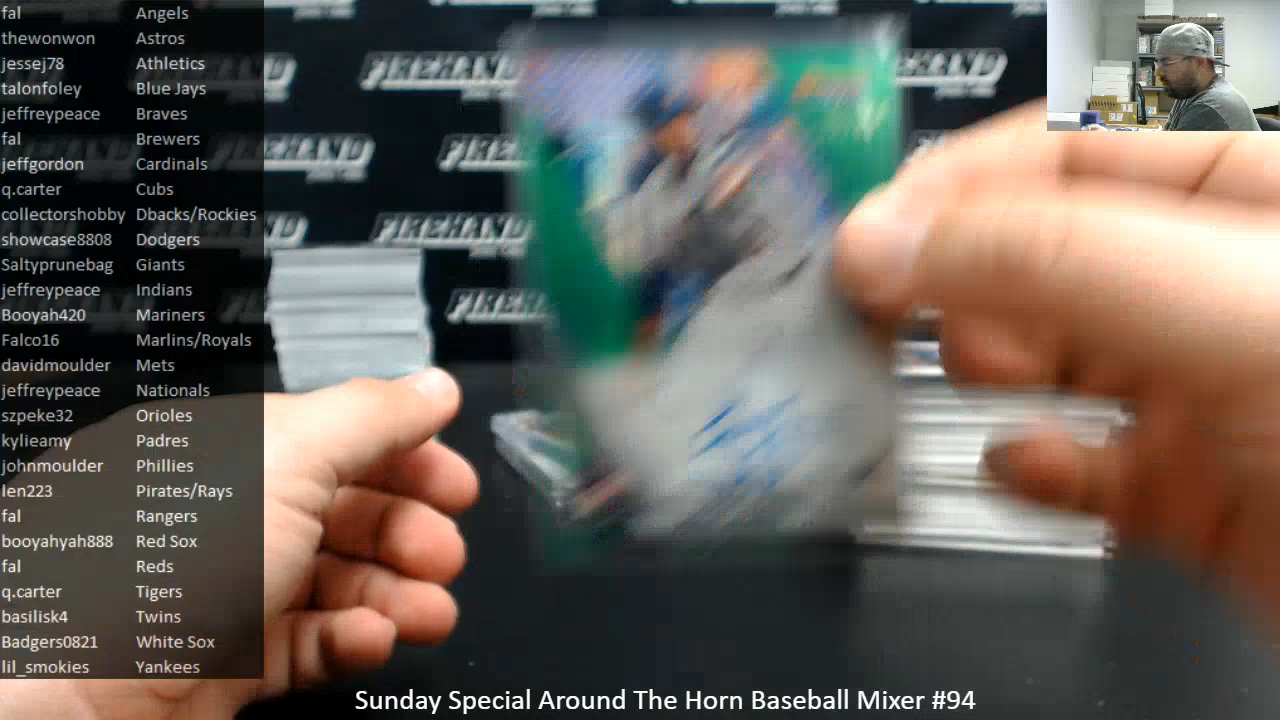 fal Angels
thewonwon Astros
jessej78 Athletics
talonfoley Blue Jays
jeffreypeace Braves
fal Brewers
jeffgordon Cardinals
q.carter Cubs
collectorshobby Dbacks/Rockies
showcase8808 Dodgers
Saltyprunebag Giants
jeffreypeace Indians
Booyah420 Mariners
Falco16 Marlins/Royals
davidmoulder Mets
jeffreypeace Nationals
szpeke32 Orioles
kylieamy Padres
johnmoulder Phillies
len223 Pirates/Rays
fal Rangers
booyahyah888 Red Sox
fal Reds
q.carter Tigers
basilisk4 Twins
Badgers0821 White Sox
lil_smokies Yankees
FIREHAND
FIREHAND
FIREHAND
FIREHAND
FIREHAND
Sunday Special Around The Horn Baseball Mixer #94